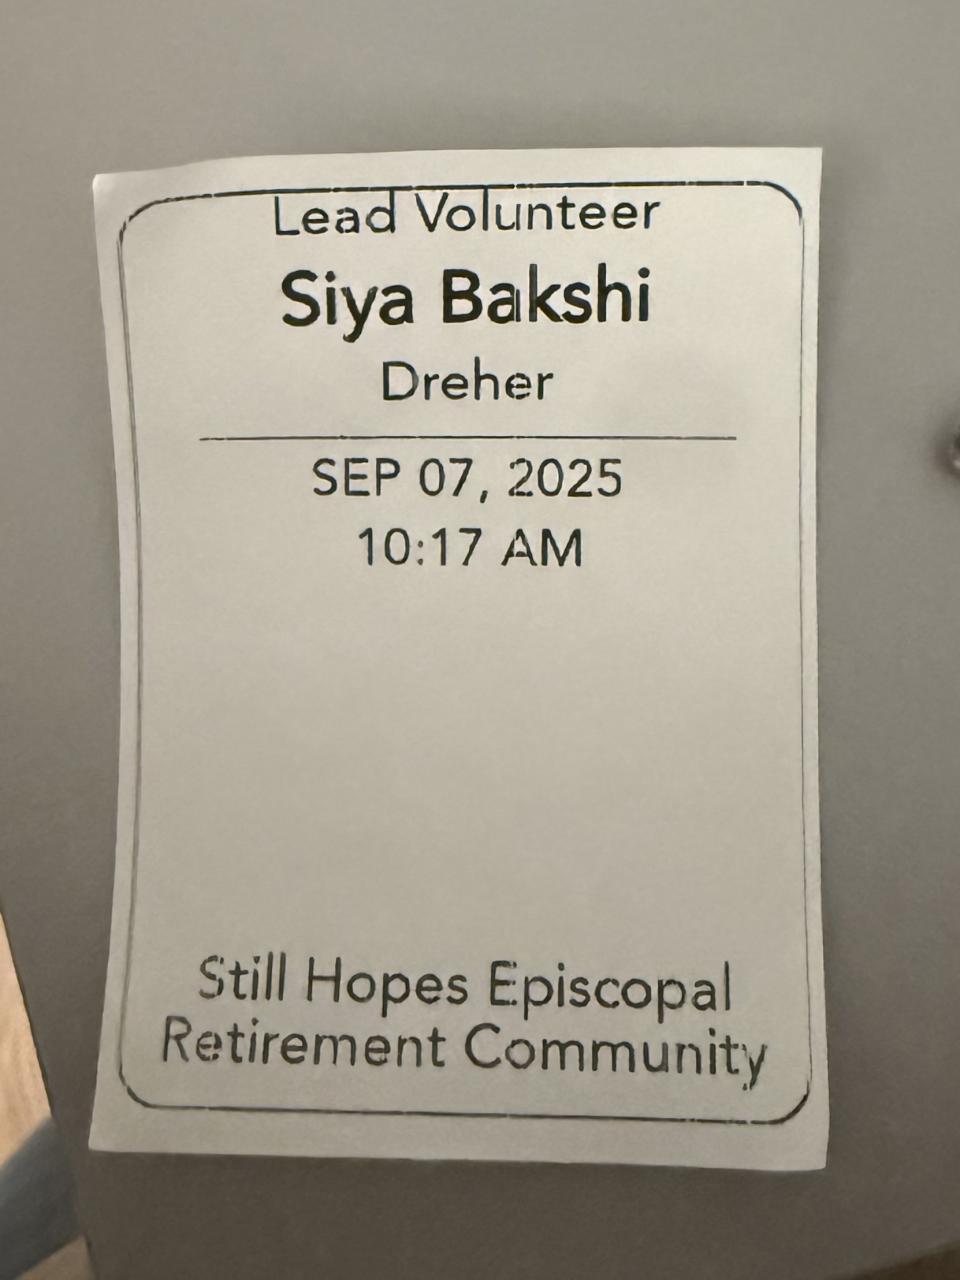 Lead Volunteer
Siya Bakshi
Dreher
SEP 07, 2025
10:17 AM
Still Hopes Episcopal
Retirement Community